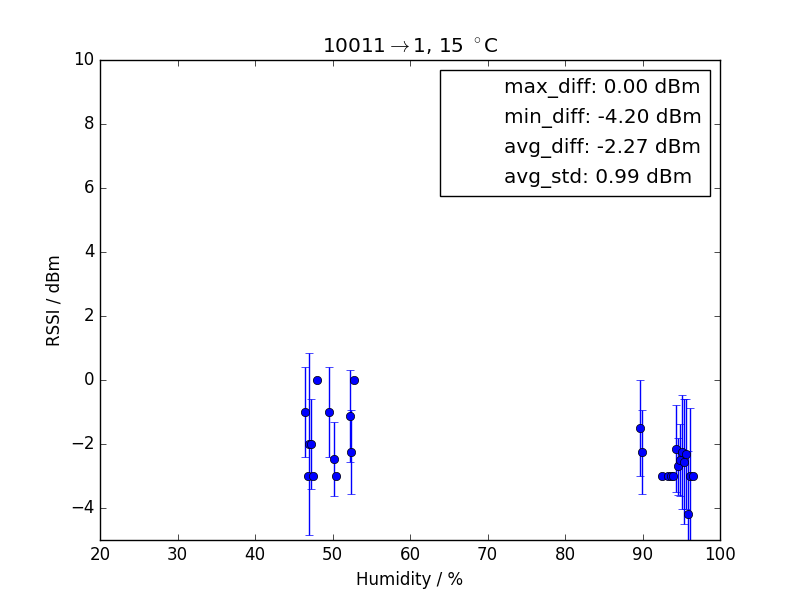 10011→1, 15 °C
max_diff: 0.00 dBm
min_diff: -4.20 dBm
avg_diff: -2.27 dBm
avg_std: 0.99 dBm
10
8
6
4
2
0
−2
−4
RSSI / dBm
20 30 40 50 60 70 80 90 100
Humidity / %